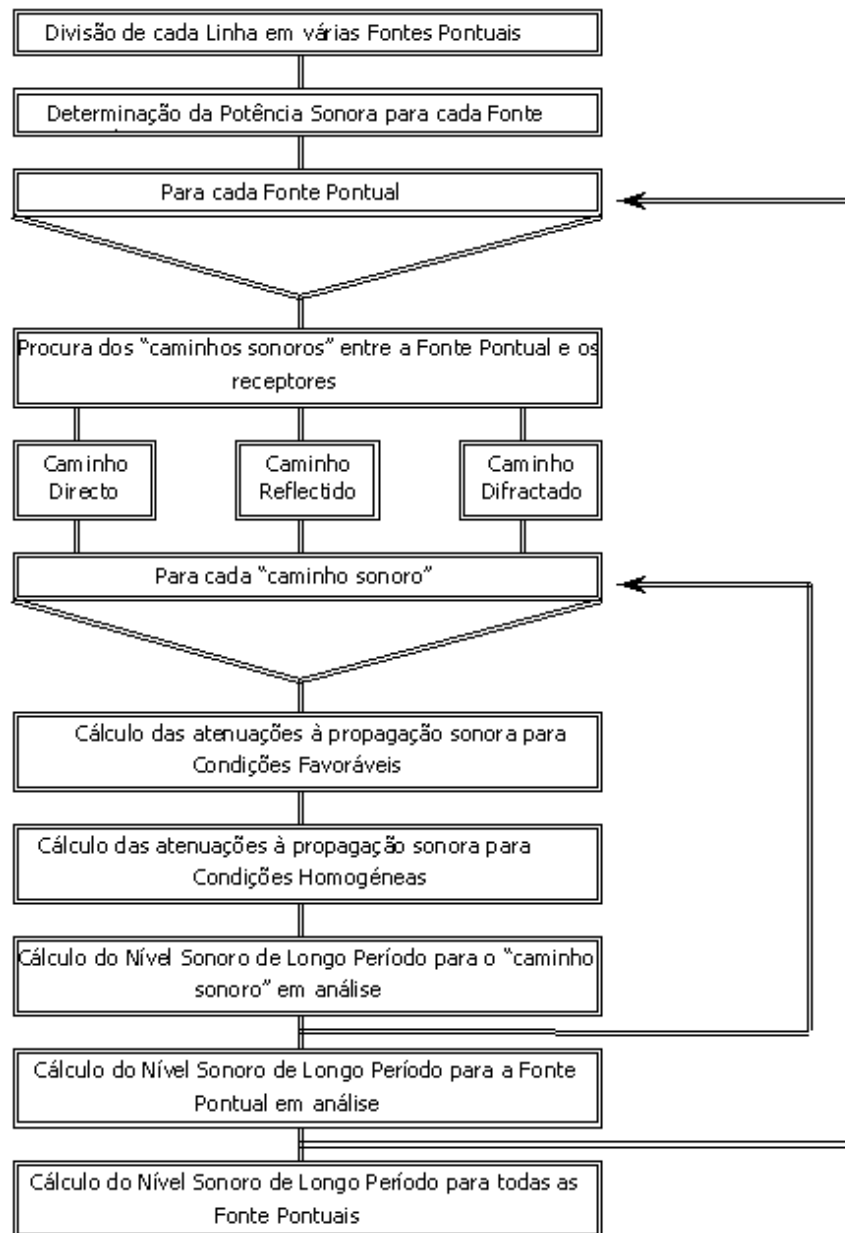 Divisão de cada Linha em várias Fontes Pontuais
Determinação da Potência Sonora para cada Fonte
Para cada Fonte Pontual
Procura dos “caminhos sonoros” entre a Fonte Pontual e os
receptores
Caminho
Directo
Caminho
Reflectido
Caminho
Difractado
Para cada “caminho sonoro”
Cálculo das atenuações à propagação sonora para
Condições Favoráveis
Cálculo das atenuações à propagação sonora para
Condições Homogéneas
Cálculo do Nível Sonoro de Longo Período para o “caminho
sonoro” em análise
Cálculo do Nível Sonoro de Longo Período para a Fonte
Pontual em análise
Cálculo do Nível Sonoro de Longo Período para todas as
Fonte Pontuais